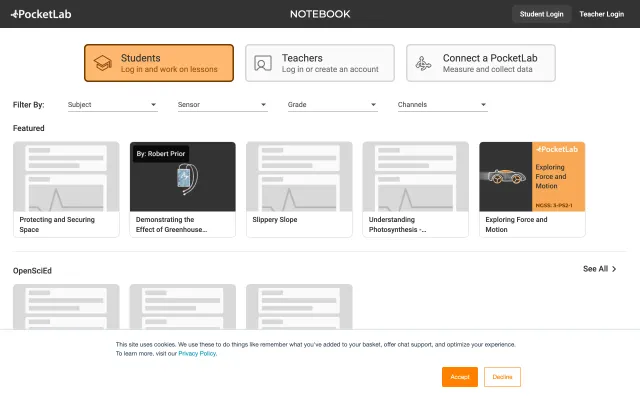 PocketLab
NOTEBOOK
Student Login
Teacher Login
Students
Log in and work on lessons
Teachers
Log in or create an account
Connect a PocketLab
Measure and collect data
Filter By:
Subject
Sensor
Grade
Channels
Featured
Protecting and Securing
Space
By: Robert Prior
Demonstrating the
Effect of Greenhouse...
Slippery Slope
Understanding
Photosynthesis -...
PocketLab
Exploring
Force and
Motion
NGSS: 3-PS2-1
Exploring Force and
Motion
OpenSciEd
See All
This site uses cookies. We use these to do things like remember what you've added to your basket, offer chat support, and optimize your experience.
To learn more, visit our Privacy Policy.
Accept
Decline